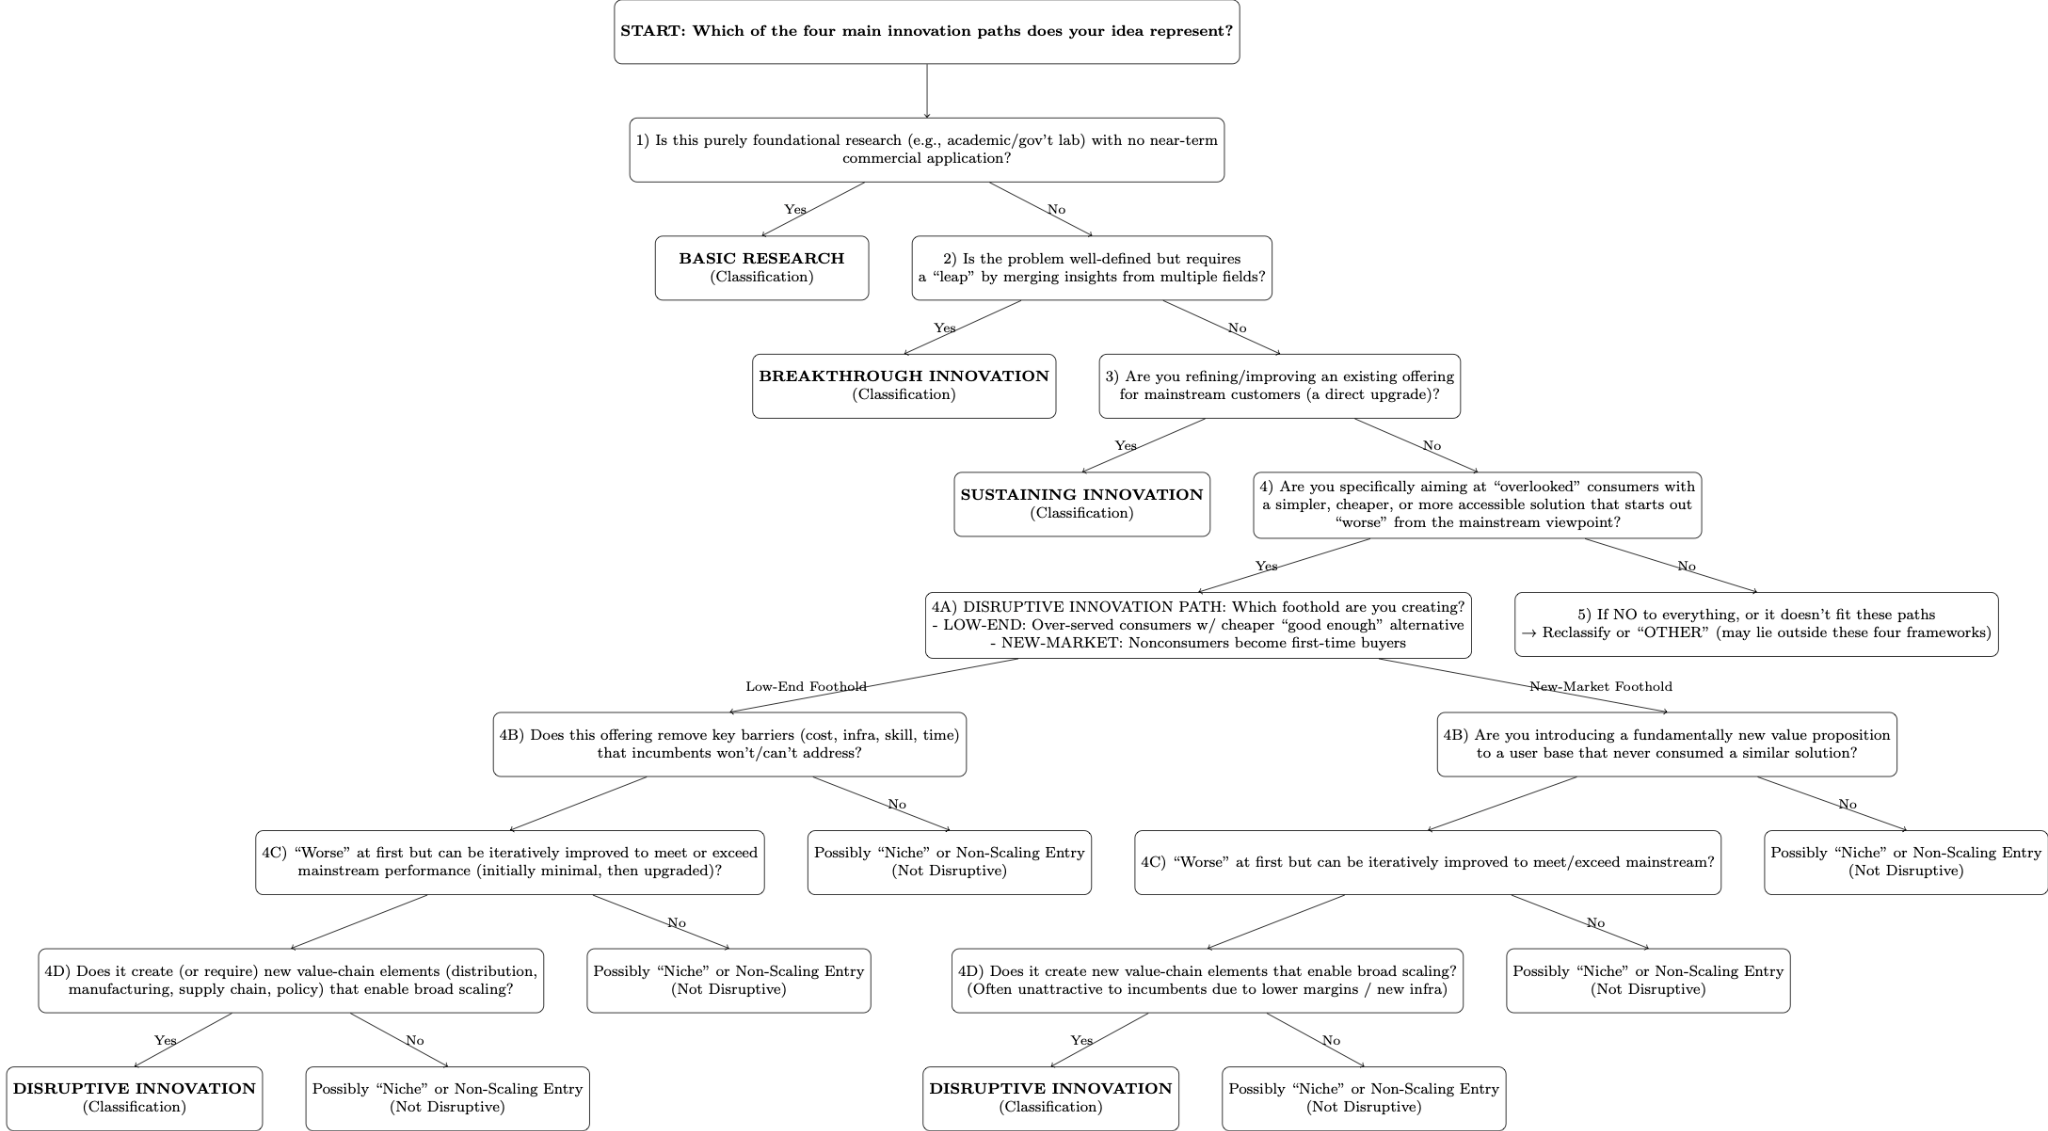 START: Which of the four main innovation paths does your idea represent?
1) Is this purely foundational research (e.g., academic/gov’t lab) with no near-term
commercial application?
Yes
No
BASIC RESEARCH
(Classification)
2) Is the problem well-defined but requires
a “leap” by merging insights from multiple fields?
Yes
No
BREAKTHROUGH INNOVATION
(Classification)
3) Are you refining/improving an existing offering
for mainstream customers (a direct upgrade)?
Yes
No
SUSTAINING INNOVATION
(Classification)
4) Are you specifically aiming at “overlooked” consumers with
a simpler, cheaper, or more accessible solution that starts out
“worse” from the mainstream viewpoint?
Yes
No
4A) DISRUPTIVE INNOVATION PATH: Which foothold are you creating?
- LOW-END: Over-served consumers w/ cheaper “good enough” alternative
- NEW-MARKET: Nonconsumers become first-time buyers
5) If NO to everything, or it doesn’t fit these paths
→ Reclassify or “OTHER” (may lie outside these four frameworks)
Low-End Foothold
New-Market Foothold
4B) Does this offering remove key barriers (cost, infra, skill, time)
that incumbents won’t/can’t address?
4B) Are you introducing a fundamentally new value proposition
to a user base that never consumed a similar solution?
No
No
4C) “Worse” at first but can be iteratively improved to meet or exceed
mainstream performance (initially minimal, then upgraded)?
Possibly “Niche” or Non-Scaling Entry
(Not Disruptive)
4C) “Worse” at first but can be iteratively improved to meet/exceed mainstream?
Possibly “Niche” or Non-Scaling Entry
(Not Disruptive)
No
No
4D) Does it create (or require) new value-chain elements (distribution,
manufacturing, supply chain, policy) that enable broad scaling?
Possibly “Niche” or Non-Scaling Entry
(Not Disruptive)
4D) Does it create new value-chain elements that enable broad scaling?
(Often unattractive to incumbents due to lower margins / new infra)
Possibly “Niche” or Non-Scaling Entry
(Not Disruptive)
Yes
No
Yes
No
DISRUPTIVE INNOVATION
(Classification)
Possibly “Niche” or Non-Scaling Entry
(Not Disruptive)
DISRUPTIVE INNOVATION
(Classification)
Possibly “Niche” or Non-Scaling Entry
(Not Disruptive)